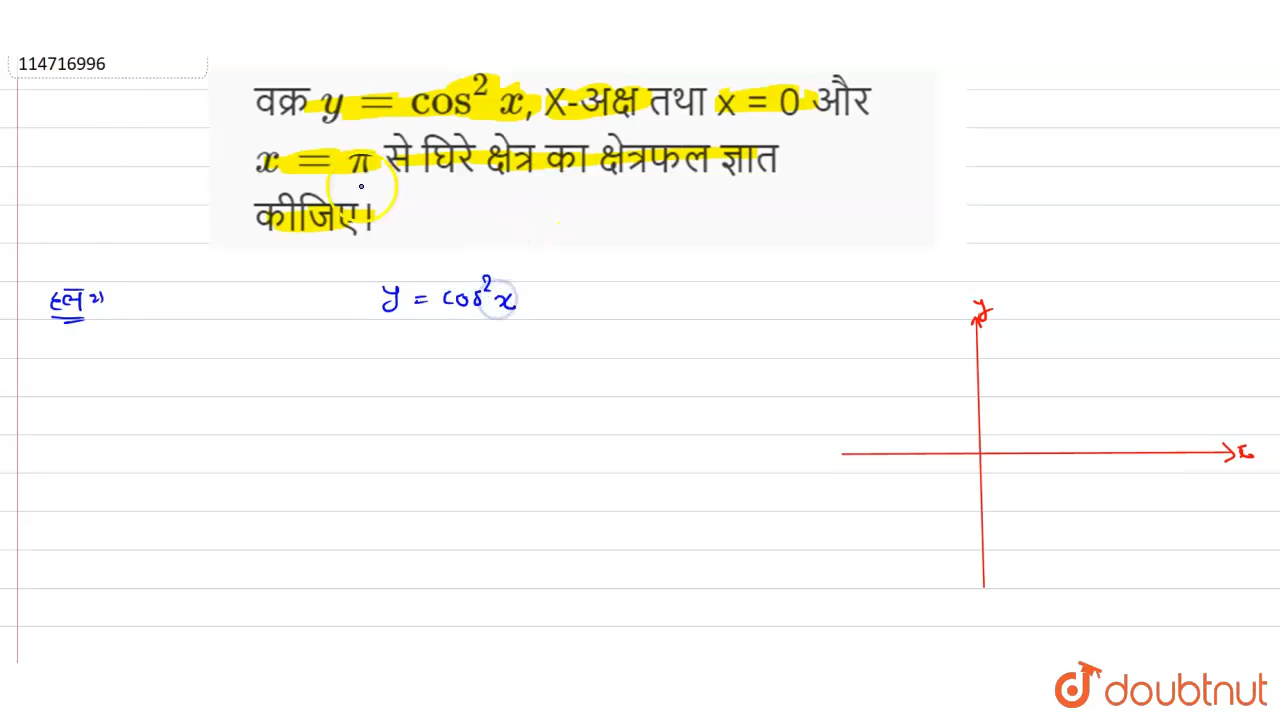 114716996
वक्र y = cos² x, X-अक्ष तथा x = 0 और
x = π से घिरे क्षेत्र का क्षेत्रफल ज्ञात
कीजिए।
हल
y = cos²x
y
x
doubtnut